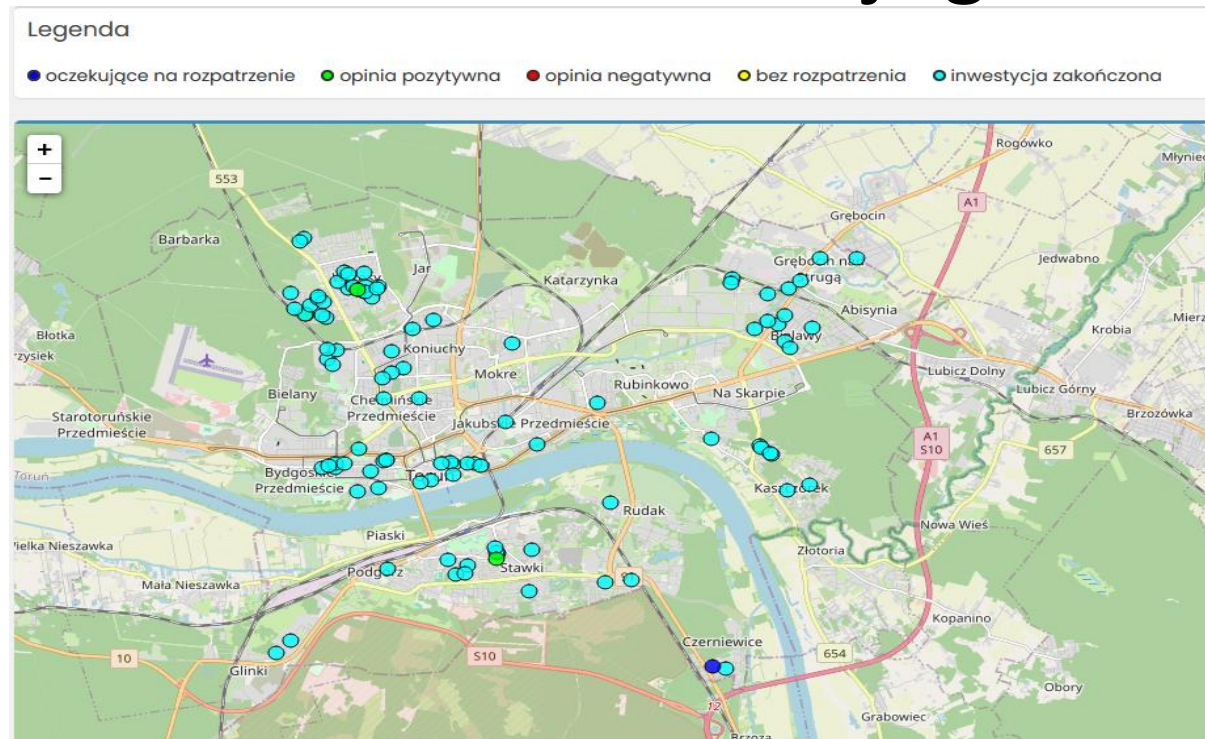 Legenda
oczekujące na rozpatrzenie opinia pozytywna opinia negatywna bez rozpatrzenia inwestycja zakończona
+
−
Rogówko
553
A1
Grębocin
Barbarka
Jedwabno
Jar
Katarzynka
Abisynia
Błotka
Krobia
Koniuchy
Mokre
Rubinkowo
Lubicz Dolny
Lubicz Górny
Bielany
Na Skarpie
Starotoruńskie
Przedmieście
Przedmieście
Przedmieście
Brzozówka
A1
S10
657
Przedmieście
Toruń
Rudak
Nowa Wieś
Piaski
Złotoria
Stawki
Mała Nieszawka
Kopanino
Czerniewice
10
S10
654
Glinki
Obory
12
Grabowiec